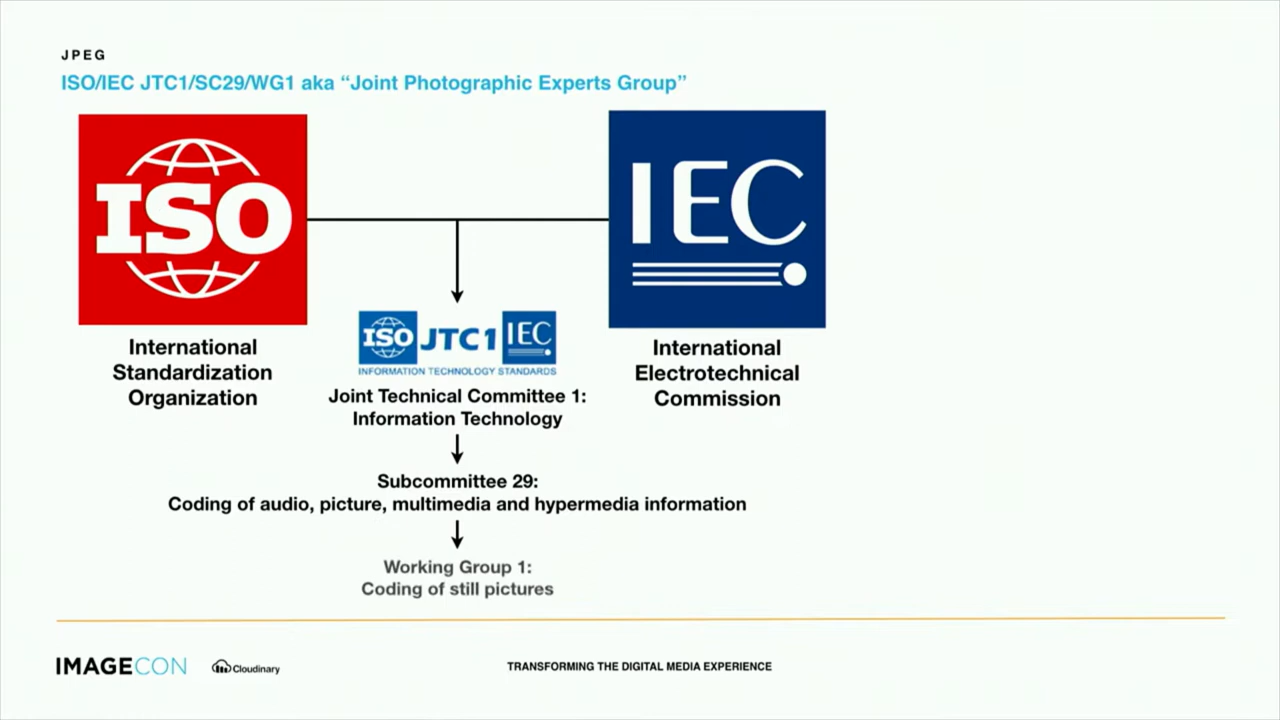 JPEG
ISO/IEC JTC1/SC29/WG1 aka “Joint Photographic Experts Group”
ISO
IEC
International
Standardization
Organization
ISO JTC1 IEC
INFORMATION TECHNOLOGY STANDARDS
Joint Technical Committee 1:
Information Technology
International
Electrotechnical
Commission
Subcommittee 29:
Coding of audio, picture, multimedia and hypermedia information
Working Group 1:
Coding of still pictures
IMAGECON
Cloudinary
TRANSFORMING THE DIGITAL MEDIA EXPERIENCE